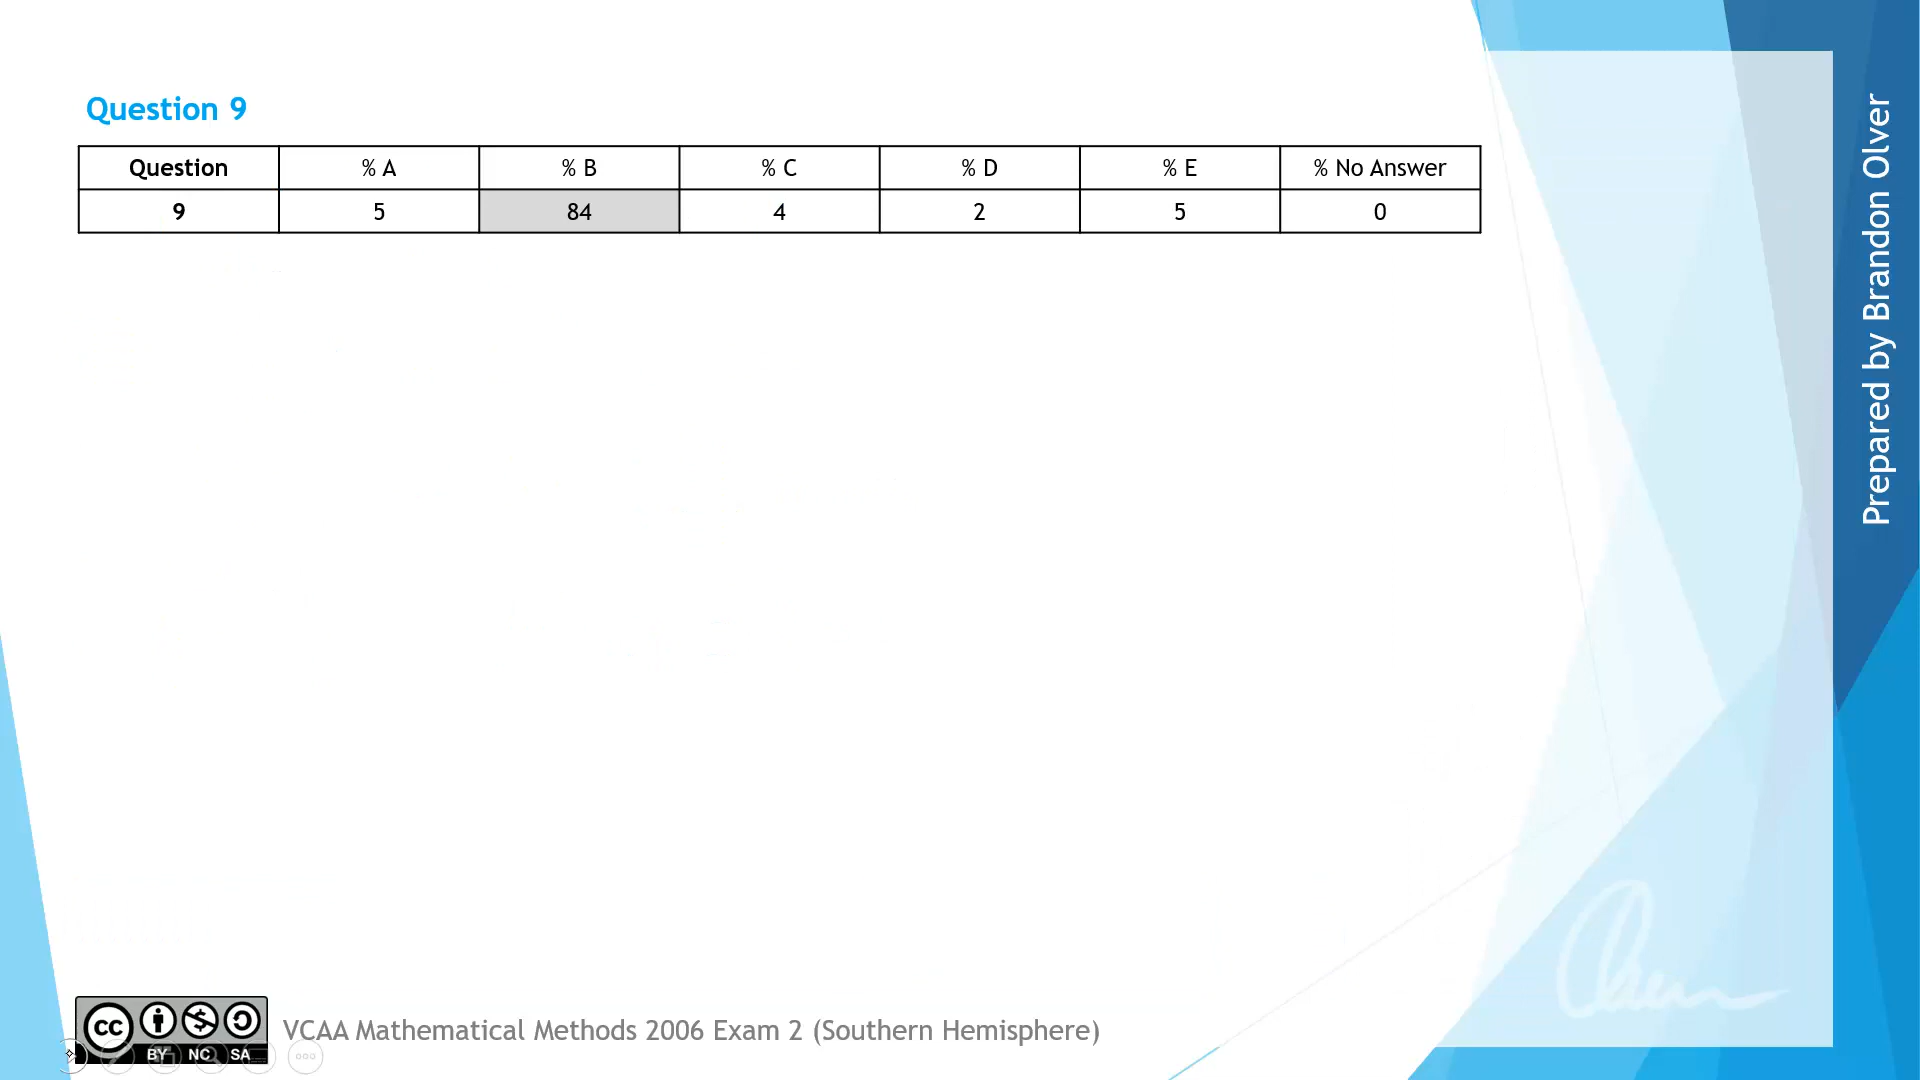 Question 9
Question % A % B % C % D % E % No Answer
9 5 84 4 2 5 0
Prepared by Brandon Olver
cc BY NC SA
VCAA Mathematical Methods 2006 Exam 2 (Southern Hemisphere)